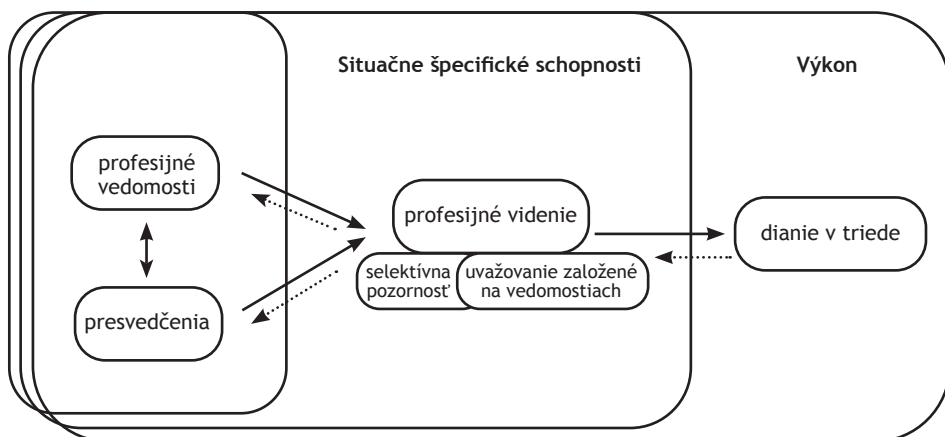 Situačne špecifické schopnosti
Výkon
profesijné
vedomosti
presvedčenia
profesijné videnie
selektívna
pozornosť
uvažovanie založené
na vedomostiach
dianie v triede